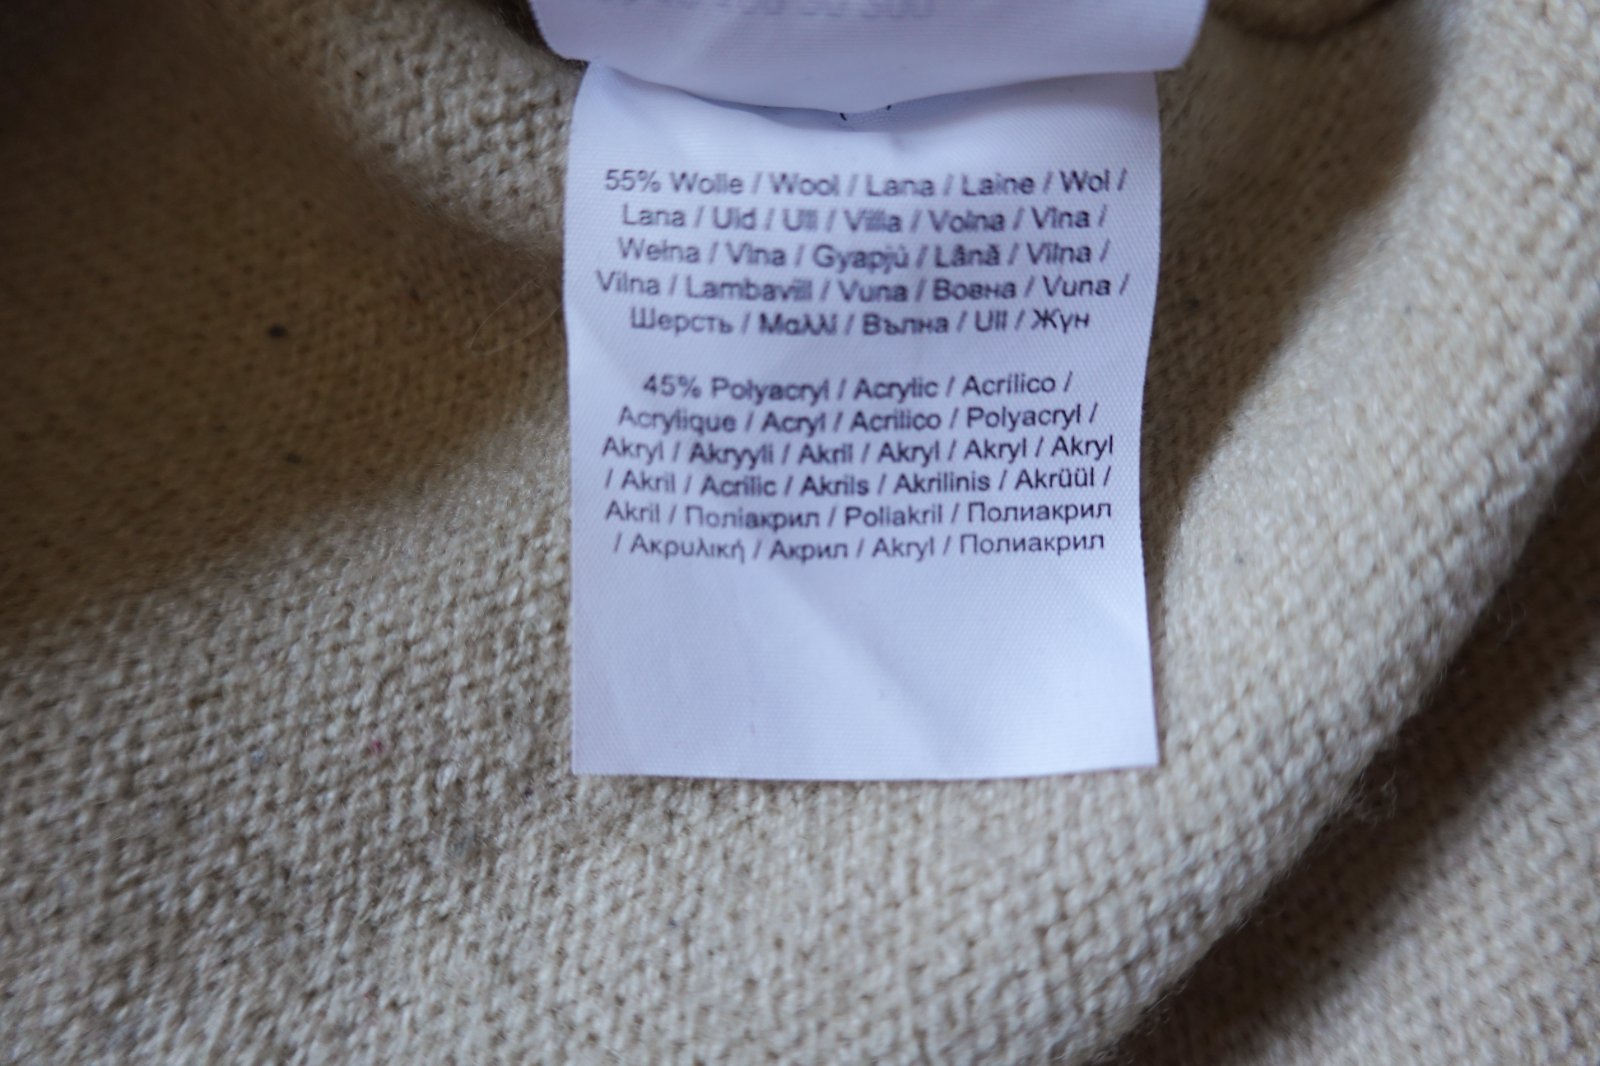 55% Wolle / Wool / Lana / Laine / Wol /
Lana / Uld / Ull / Villa / Volna / Vlna /
Wełna / Vlna / Gyapjú / Lână / Vilna /
Vilna / Lambavill / Vuna / Вовна / Vuna /
Шерсть / Μαλλί / Вълна / Ull / Жүн
45% Polyacryl / Acrylic / Acrílico /
Acrylique / Acryl / Acrilico / Polyacryl /
Akryl / Akryyli / Akril / Akryl / Akryl / Akryl
/ Akril / Acrilic / Akrils / Akrilinis / Akrüül /
Akril / Поліакрил / Poliakril / Полиакрил
/ Ακρυλική / Акрил / Akryl / Полиакрил